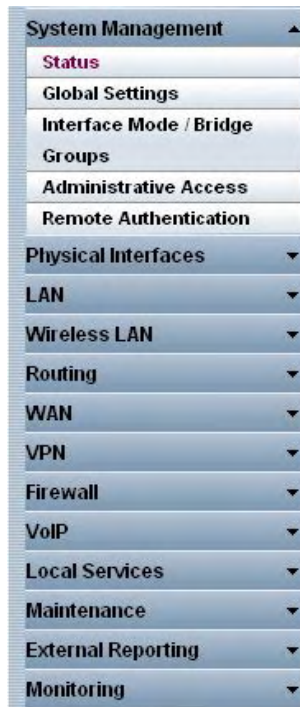 System Management
Status
Global Settings
Interface Mode / Bridge
Groups
Administrative Access
Remote Authentication
Physical Interfaces
LAN
Wireless LAN
Routing
WAN
VPN
Firewall
VoIP
Local Services
Maintenance
External Reporting
Monitoring